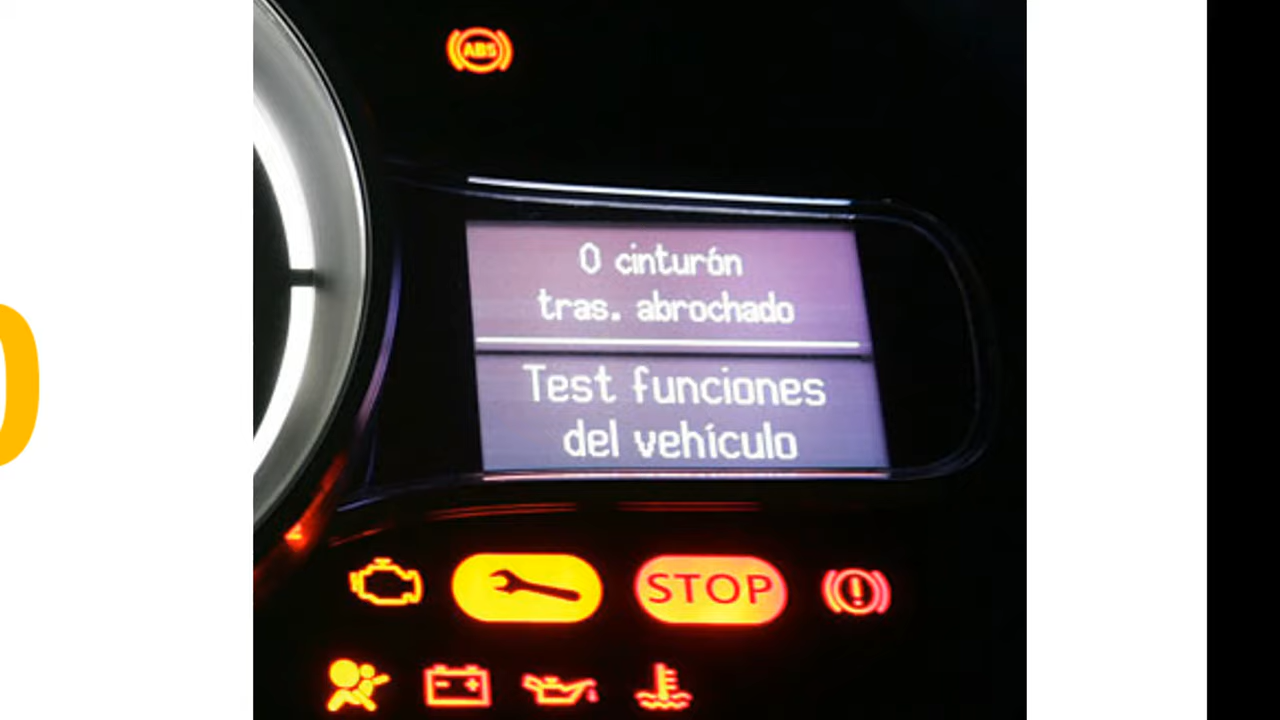 ABS
0 cinturón
tras. abrochado
Test funciones
del vehículo
STOP